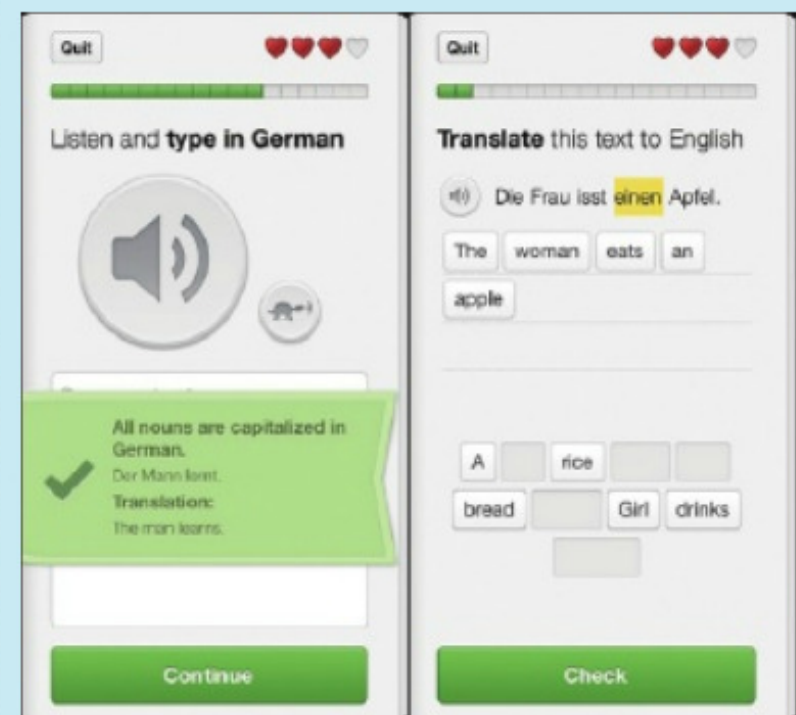 Quit
Listen and type in German
All nouns are capitalized in
German.
Der Mann lernt.
Translation:
The man learns.
Continue
Quit
Translate this text to English
Die Frau isst einen Apfel.
The woman eats an
apple
A rice
bread Girl drinks
Check